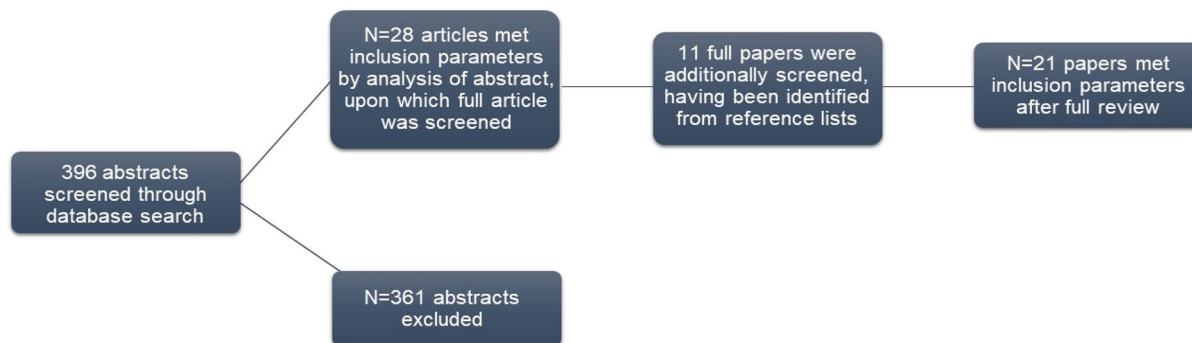 396 abstracts
screened through
database search
N=28 articles met
inclusion parameters
by analysis of abstract,
upon which full article
was screened
N=361 abstracts
excluded
11 full papers were
additionally screened,
having been identified
from reference lists
N=21 papers met
inclusion parameters
after full review